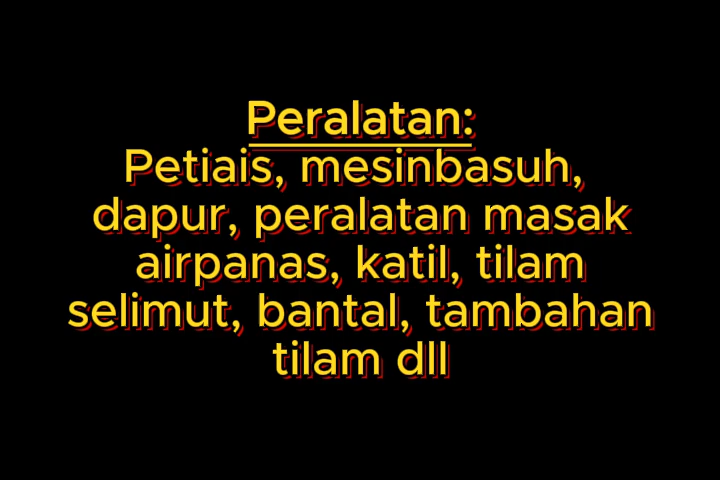 Peralatan:
Petiais, mesinbasuh,
dapur, peralatan masak
airpanas, katil, tilam
selimut, bantal, tambahan
tilam dll